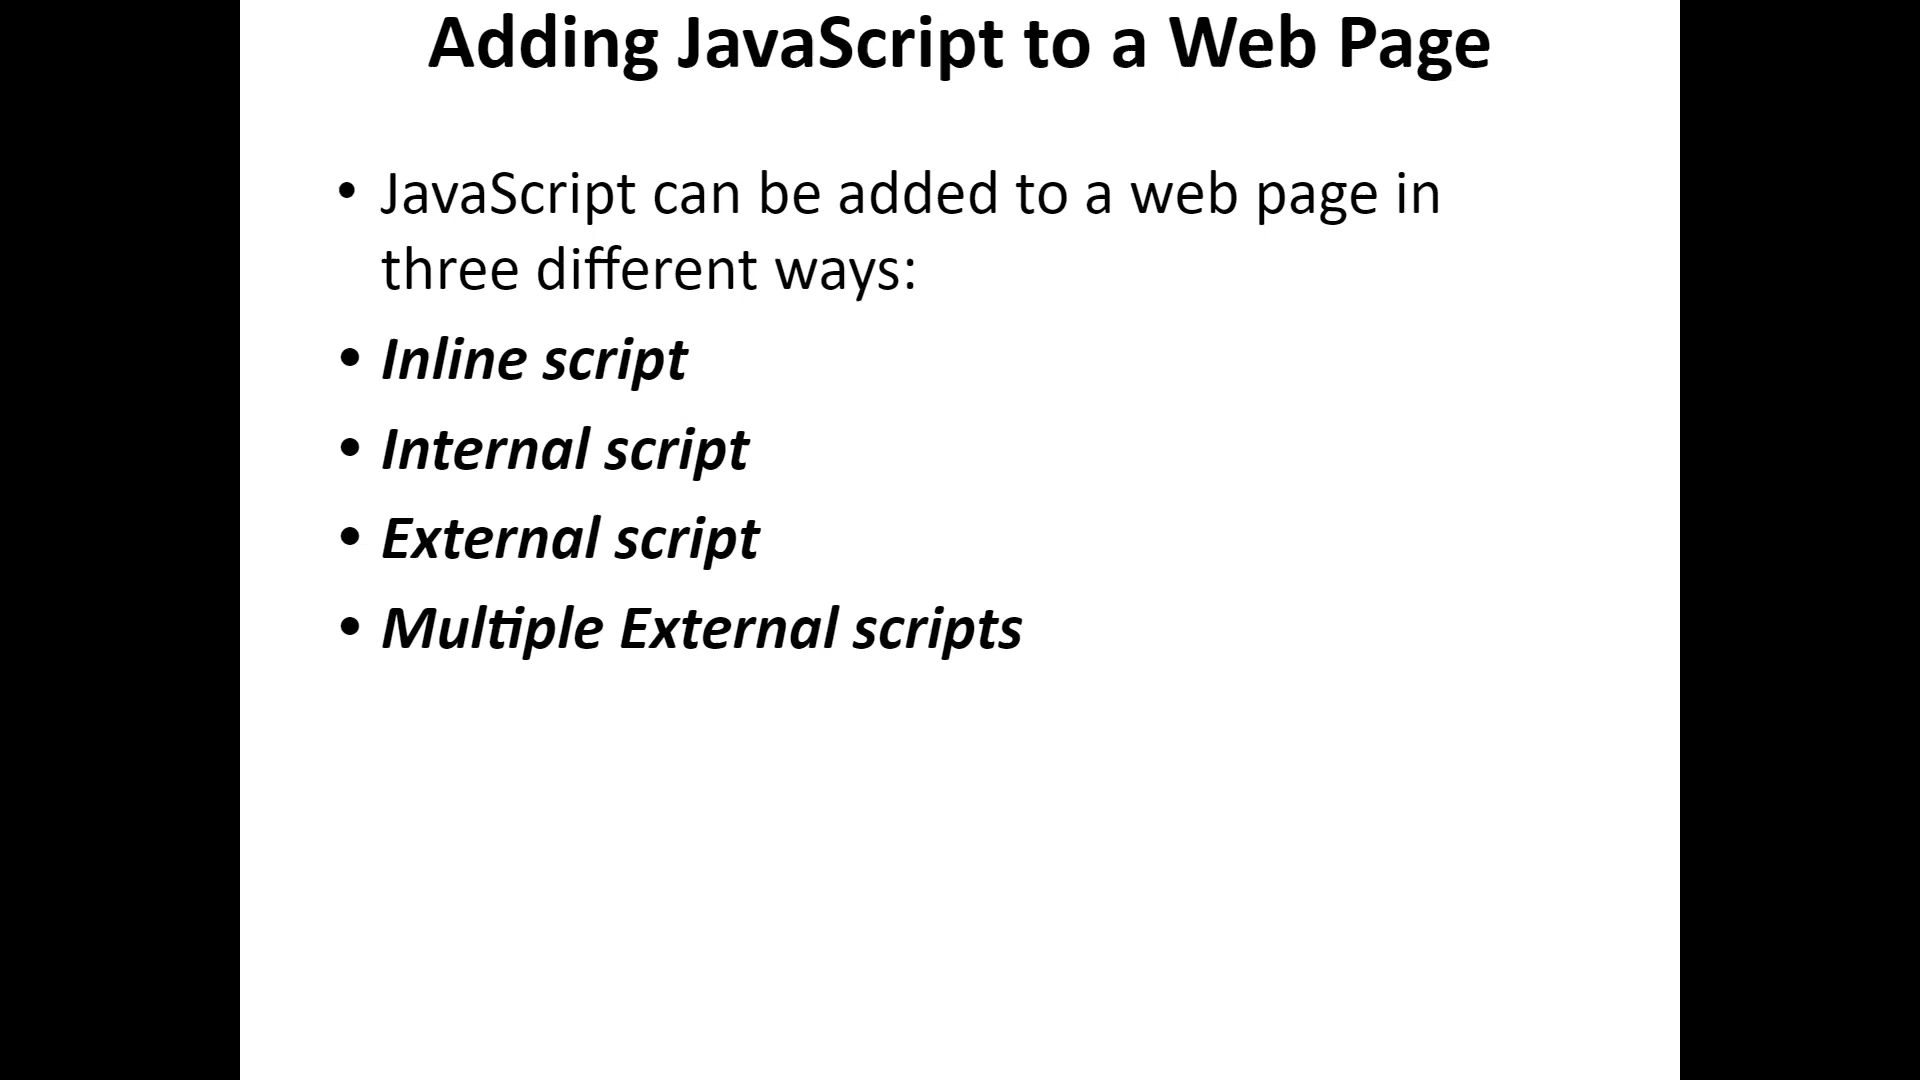 Adding JavaScript to a Web Page
• JavaScript can be added to a web page in
three different ways:
• Inline script
• Internal script
• External script
• Multiple External scripts